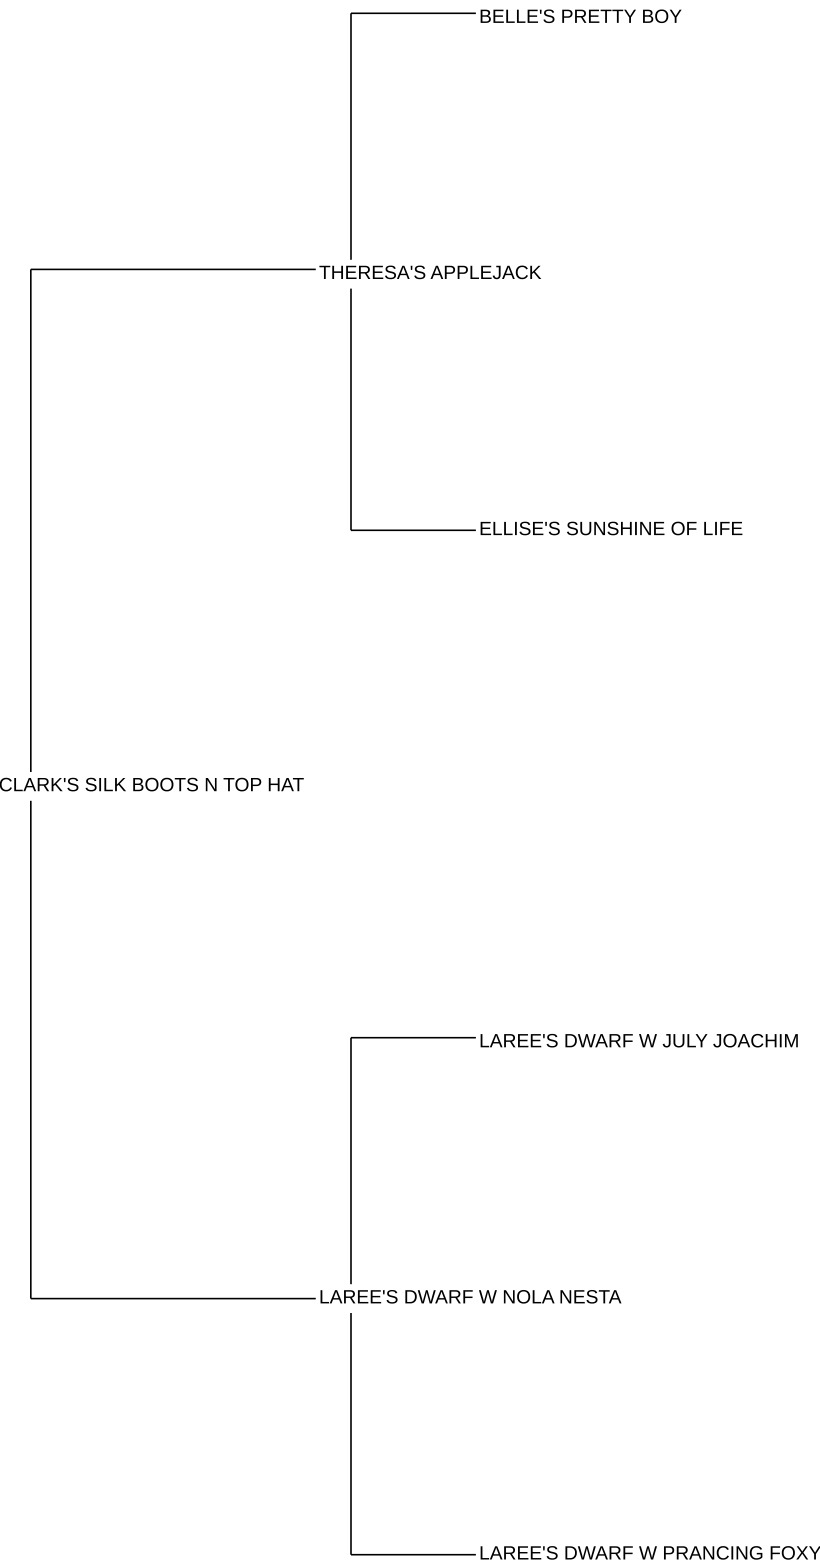 BELLE'S PRETTY BOY
THERESA'S APPLEJACK
ELLISE'S SUNSHINE OF LIFE
CLARK'S SILK BOOTS N TOP HAT
LAREE'S DWARF W JULY JOACHIM
LAREE'S DWARF W NOLA NESTA
LAREE'S DWARF W PRANCING FOXY